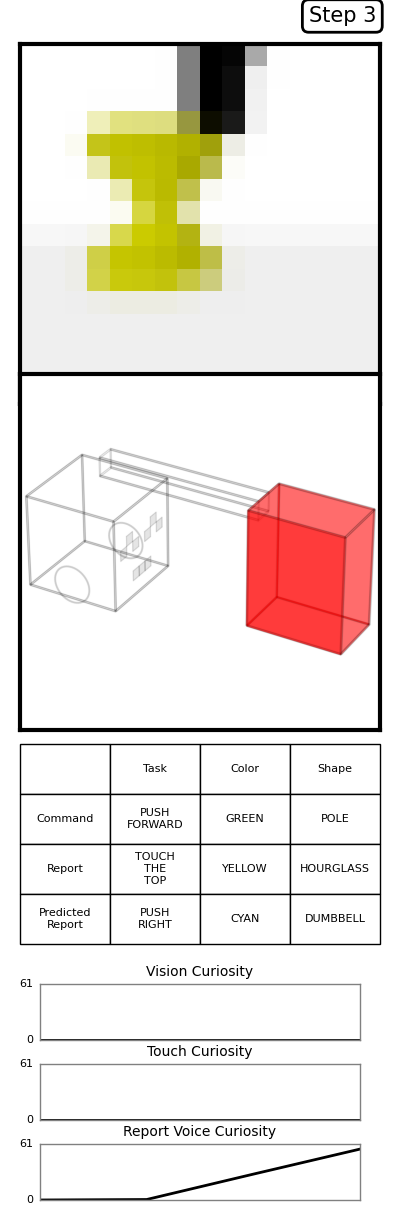 Step 3
Task Color Shape
Command PUSH FORWARD GREEN POLE
Report TOUCH THE TOP YELLOW HOURGLASS
Predicted Report PUSH RIGHT CYAN DUMBBELL
Vision Curiosity
61
0
Touch Curiosity
61
0
Report Voice Curiosity
61
0